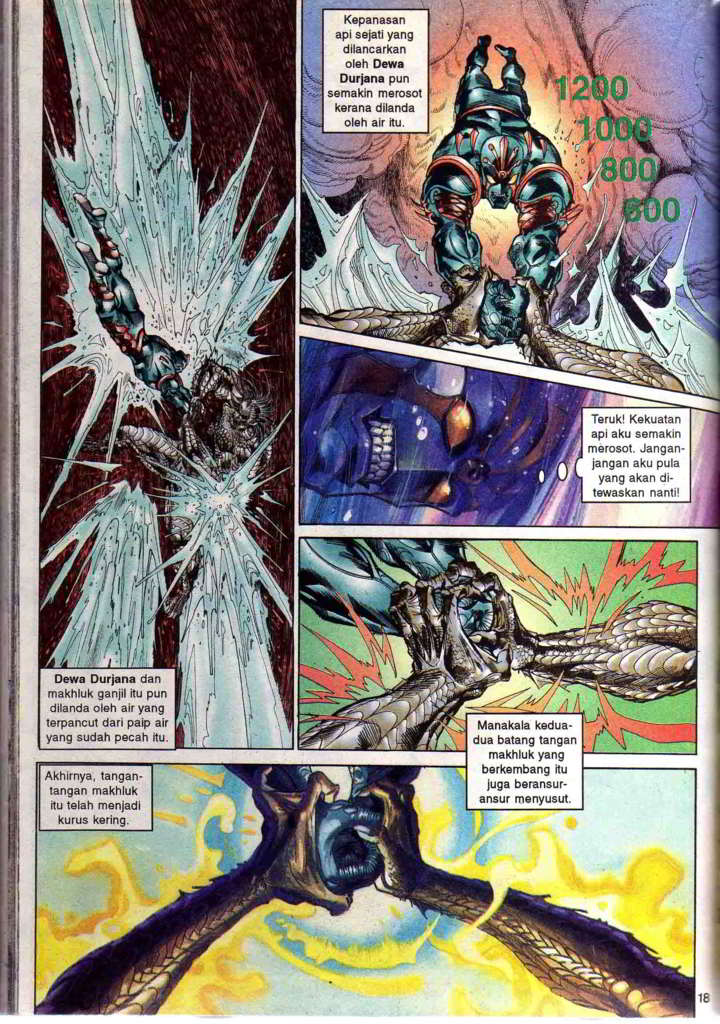 Dewa Durjana dan
makhluk ganjil itu pun
dilanda oleh air yang
terpancut dari paip air
yang sudah pecah itu.
Kepanasan
api sejati yang
dilancarkan
oleh Dewa
Durjana pun
semakin merosot
kerana dilanda
oleh air itu.
1200
1000
800
600
Teruk! Kekuatan
api aku semakin
merosot. Jangan-
jangan aku pula
yang akan di-
tewaskan nanti!
Manakala kedua-
dua batang tangan
makhluk yang
berkembang itu
juga beransur-
ansur menyusut.
Akhirnya, tangan-
tangan makhluk
itu telah menjadi
kurus kering.
18